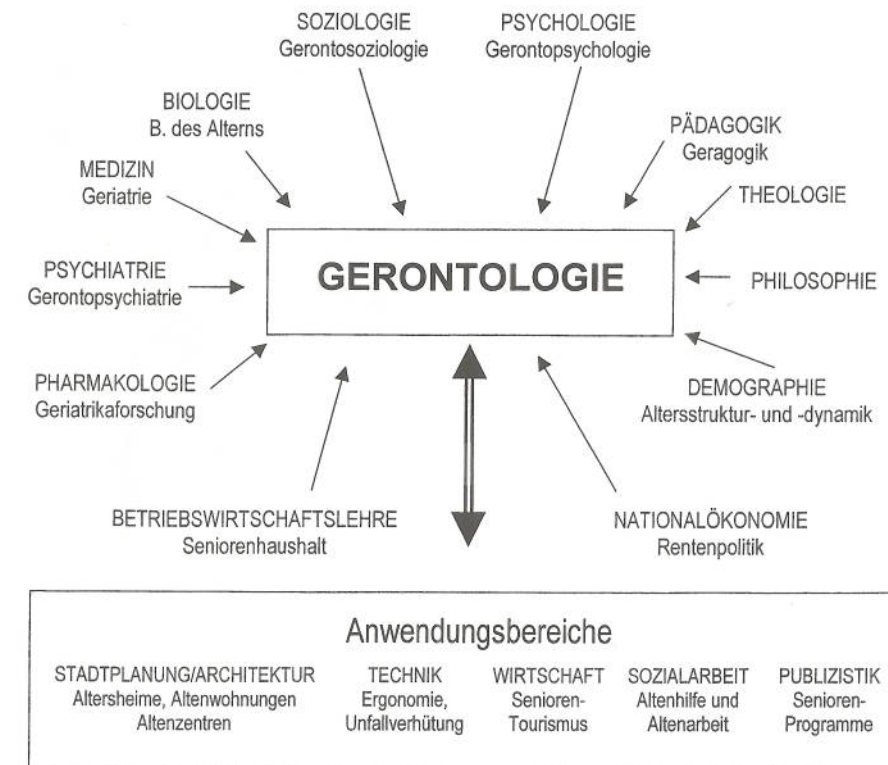 SOZIOLOGIE
Gerontosoziologie
PSYCHOLOGIE
Gerontopsychologie
BIOLOGIE
B. des Alterns
PÄDAGOGIK
Geragogik
MEDIZIN
Geriatrie
THEOLOGIE
PSYCHIATRIE
Gerontopsychiatrie
GERONTOLOGIE
PHILOSOPHIE
PHARMAKOLOGIE
Geriatrikaforschung
DEMOGRAPHIE
Altersstruktur- und -dynamik
BETRIEBSWIRTSCHAFTSLEHRE
Seniorenhaushalt
NATIONALÖKONOMIE
Rentenpolitik
Anwendungsbereiche
STADTPLANUNG/ARCHITEKTUR
Altersheime, Altenwohnungen
Altenzentren
TECHNIK
Ergonomie,
Unfallverhütung
WIRTSCHAFT
Senioren-
Tourismus
SOZIALARBEIT
Altenhilfe und
Altenarbeit
PUBLIZISTIK
Senioren-
Programme